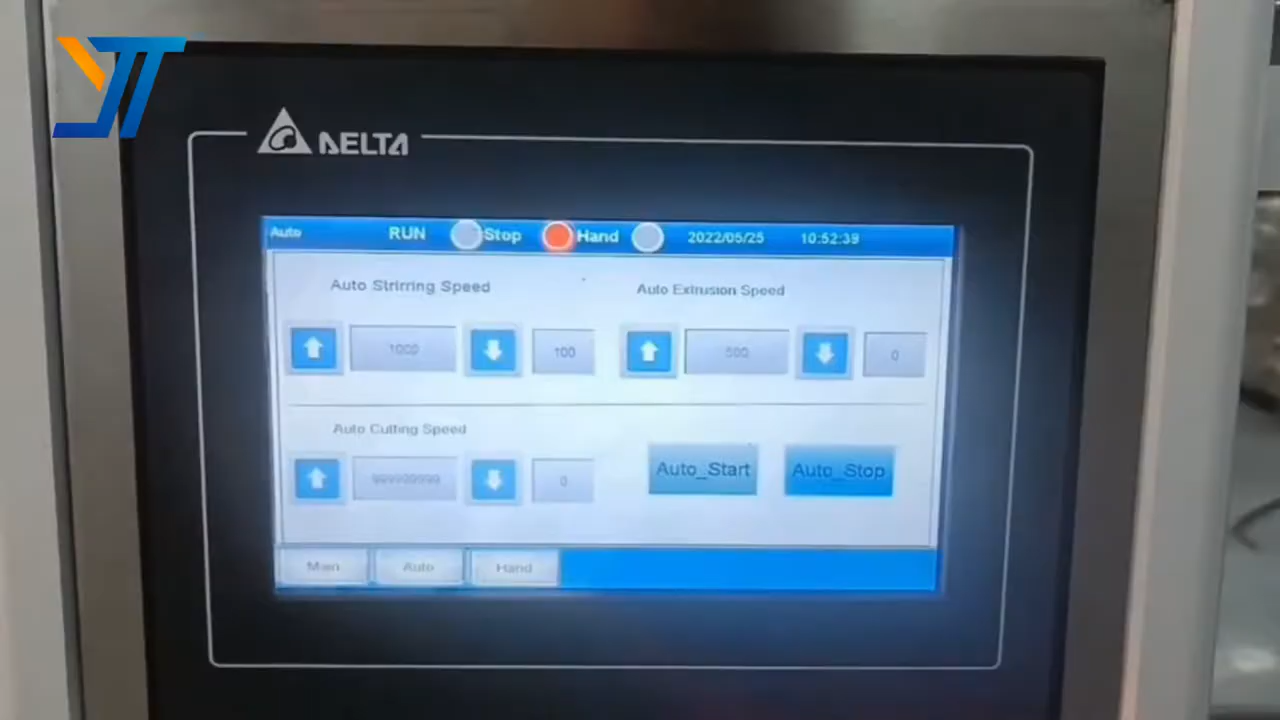 DELTA
Auto RUN Stop Hand 2022/05/25 10:52:39
Auto Strirring Speed Auto Extrusion Speed
1000 100 500 0
Auto Cutting Speed
0 Auto_Start Auto_Stop
Main Auto Hand